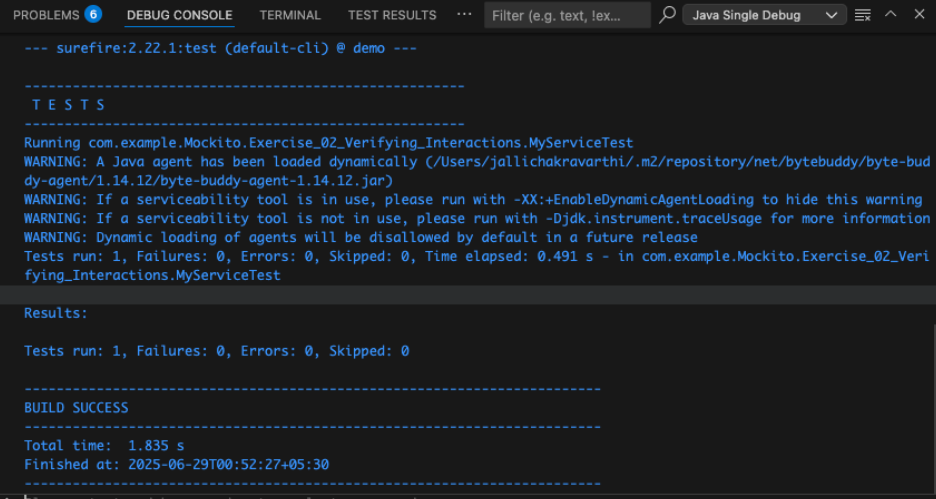 PROBLEMS 6 DEBUG CONSOLE TERMINAL TEST RESULTS ··· Filter (e.g. text, !ex... Java Single Debug
--- surefire:2.22.1:test (default-cli) @ demo ---
-------------------------------------------------------
T E S T S
-------------------------------------------------------
Running com.example.Mockito.Exercise_02_Verifying_Interactions.MyServiceTest
WARNING: A Java agent has been loaded dynamically (/Users/jallichakravarthi/.m2/repository/net/bytebuddy/byte-bud
dy-agent/1.14.12/byte-buddy-agent-1.14.12.jar)
WARNING: If a serviceability tool is in use, please run with -XX:+EnableDynamicAgentLoading to hide this warning
WARNING: If a serviceability tool is not in use, please run with -Djdk.instrument.traceUsage for more information
WARNING: Dynamic loading of agents will be disallowed by default in a future release
Tests run: 1, Failures: 0, Errors: 0, Skipped: 0, Time elapsed: 0.491 s - in com.example.Mockito.Exercise_02_Veri
fying_Interactions.MyServiceTest
Results:
Tests run: 1, Failures: 0, Errors: 0, Skipped: 0
------------------------------------------------------------------------
BUILD SUCCESS
------------------------------------------------------------------------
Total time:  1.835 s
Finished at: 2025-06-29T00:52:27+05:30
------------------------------------------------------------------------